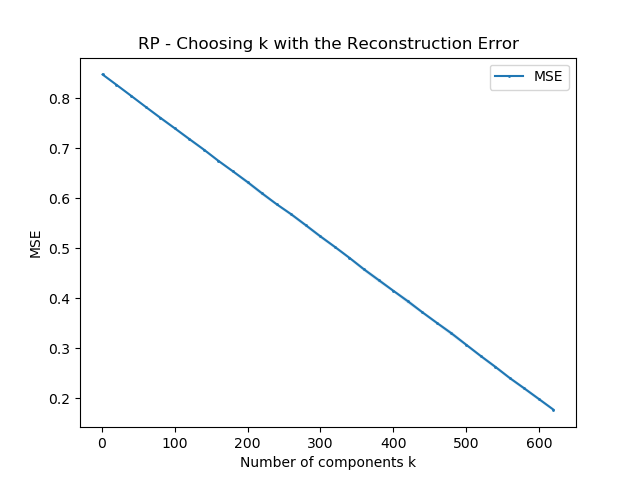 RP - Choosing k with the Reconstruction Error
MSE
0.8
0.7
0.6
0.5
0.4
0.3
0.2
MSE
0 100 200 300 400 500 600
Number of components k